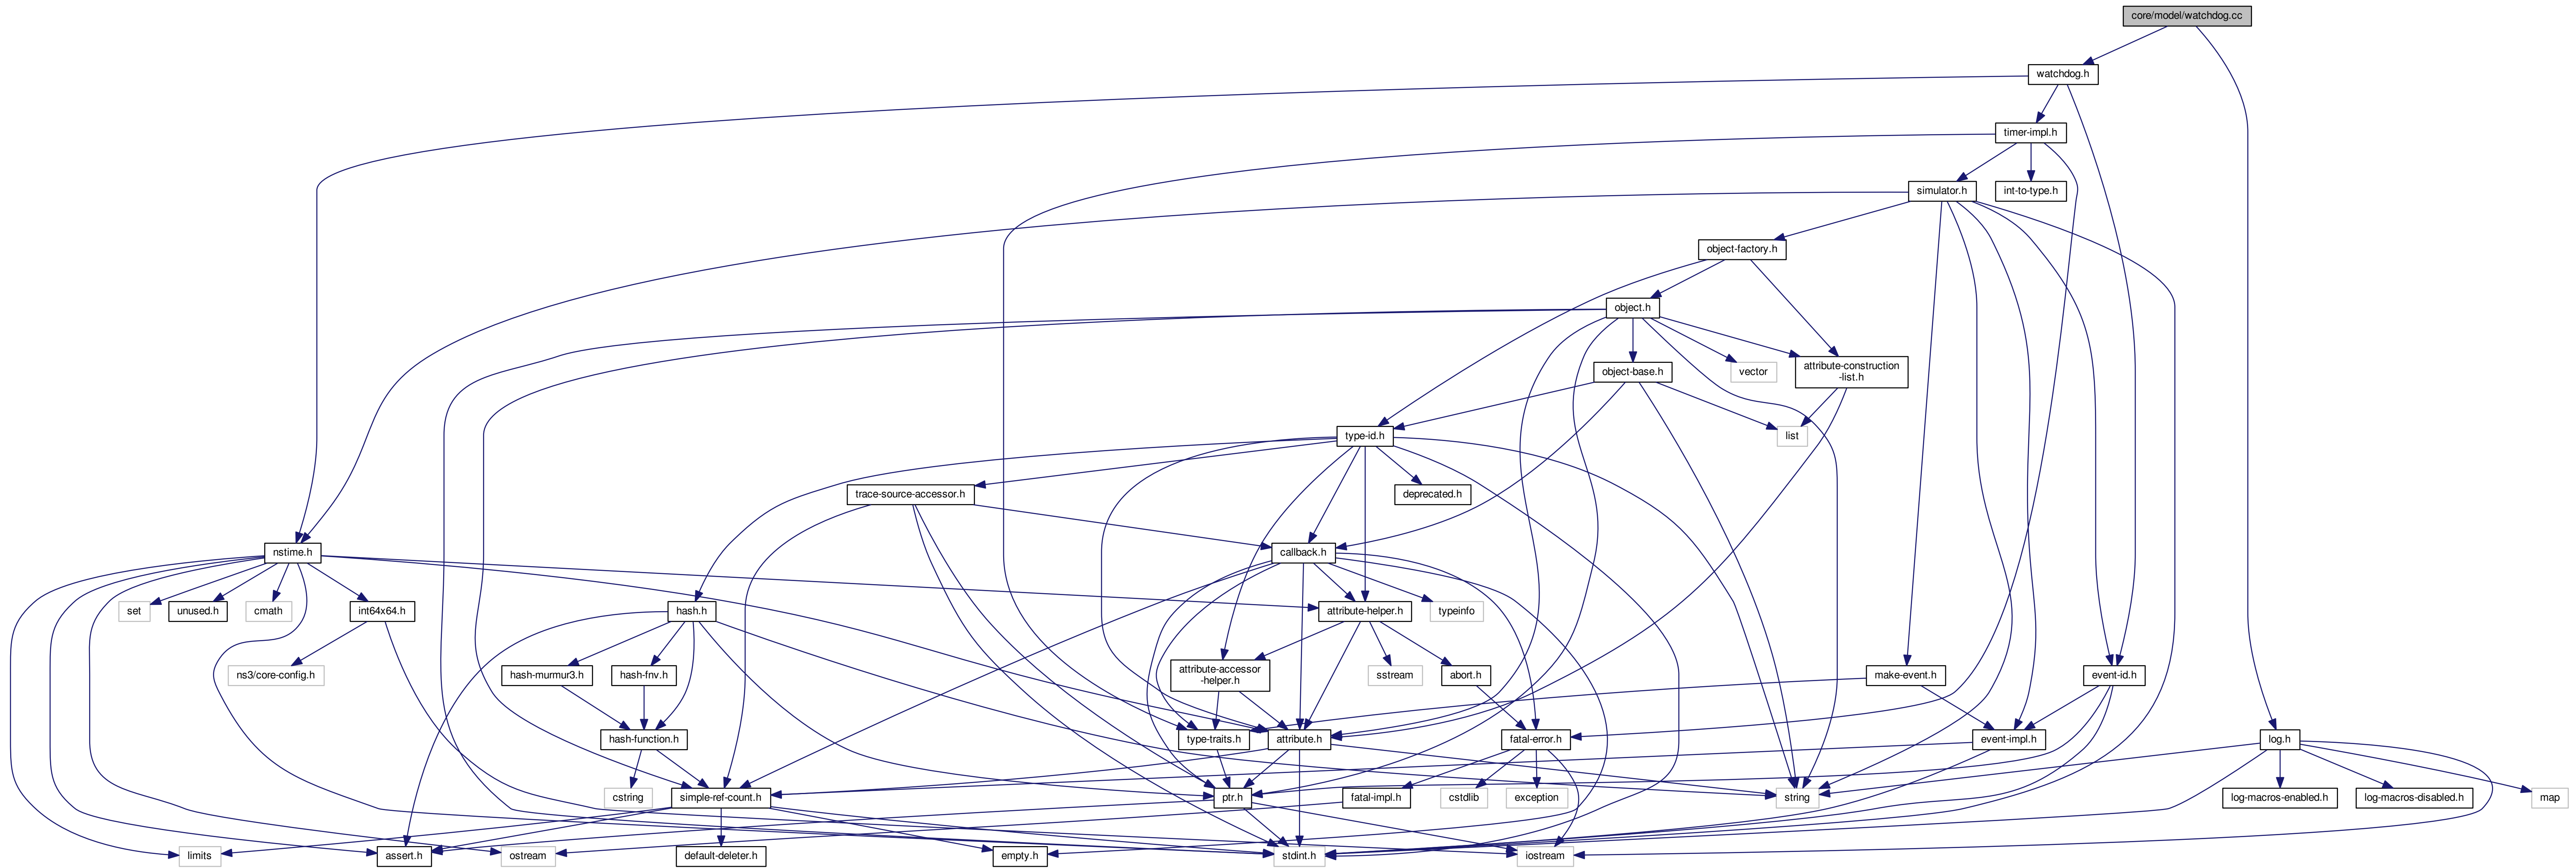 core/model/watchdog.cc
watchdog.h
timer-impl.h
simulator.h
int-to-type.h
object-factory.h
object.h
object-base.h
vector
attribute-construction
-list.h
type-id.h
list
trace-source-accessor.h
deprecated.h
nstime.h
callback.h
set
unused.h
cmath
int64x64.h
hash.h
attribute-helper.h
typeinfo
ns3/core-config.h
hash-murmur3.h
hash-fnv.h
attribute-accessor
-helper.h
sstream
abort.h
make-event.h
event-id.h
hash-function.h
type-traits.h
attribute.h
fatal-error.h
event-impl.h
log.h
cstring
simple-ref-count.h
ptr.h
fatal-impl.h
cstdlib
exception
string
log-macros-enabled.h
log-macros-disabled.h
map
limits
assert.h
ostream
default-deleter.h
empty.h
stdint.h
iostream